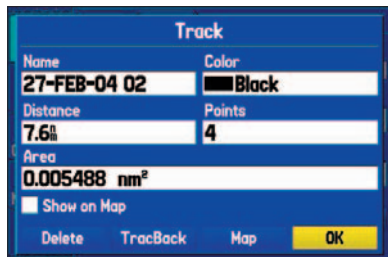 Track
Name Color
27-FEB-04 02 Black
Distance Points
7.6nm 4
Area
0.005488 nm²
Show on Map
Delete TracBack Map OK